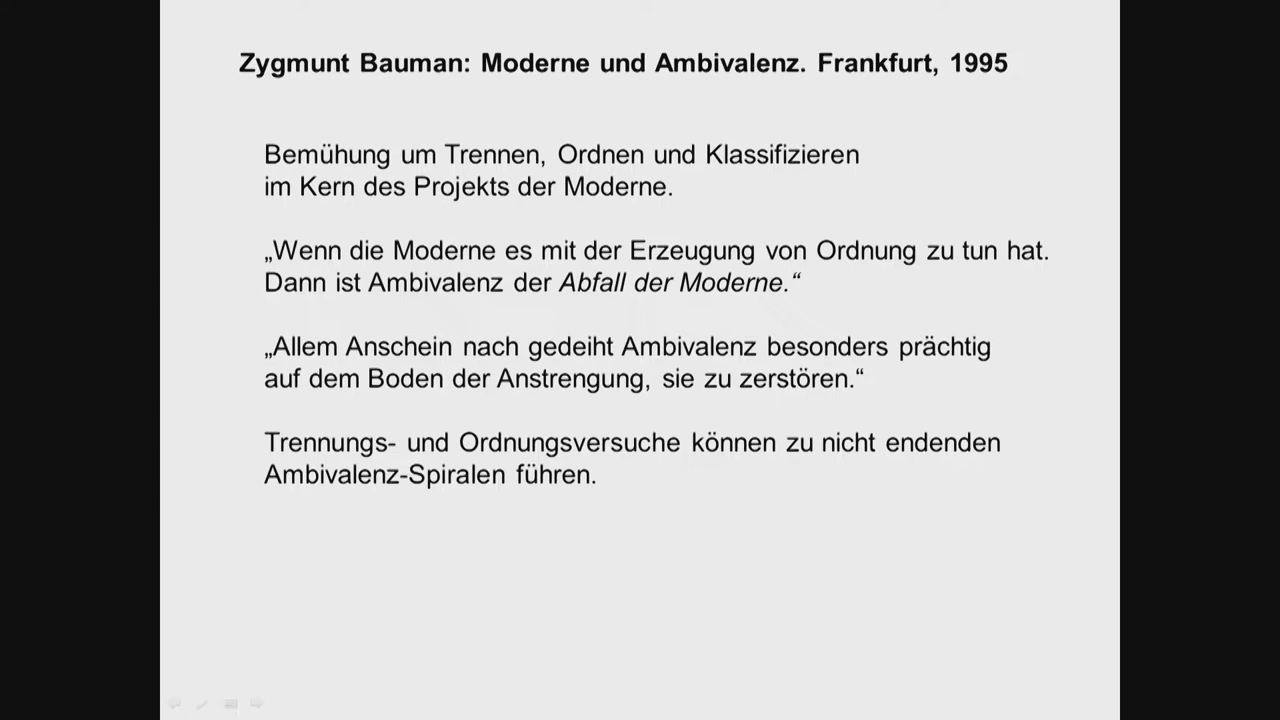 Zygmunt Bauman: Moderne und Ambivalenz. Frankfurt, 1995
Bemühung um Trennen, Ordnen und Klassifizieren
im Kern des Projekts der Moderne.
„Wenn die Moderne es mit der Erzeugung von Ordnung zu tun hat.
Dann ist Ambivalenz der Abfall der Moderne.“
„Allem Anschein nach gedeiht Ambivalenz besonders prächtig
auf dem Boden der Anstrengung, sie zu zerstören.“
Trennungs- und Ordnungsversuche können zu nicht endenden
Ambivalenz-Spiralen führen.